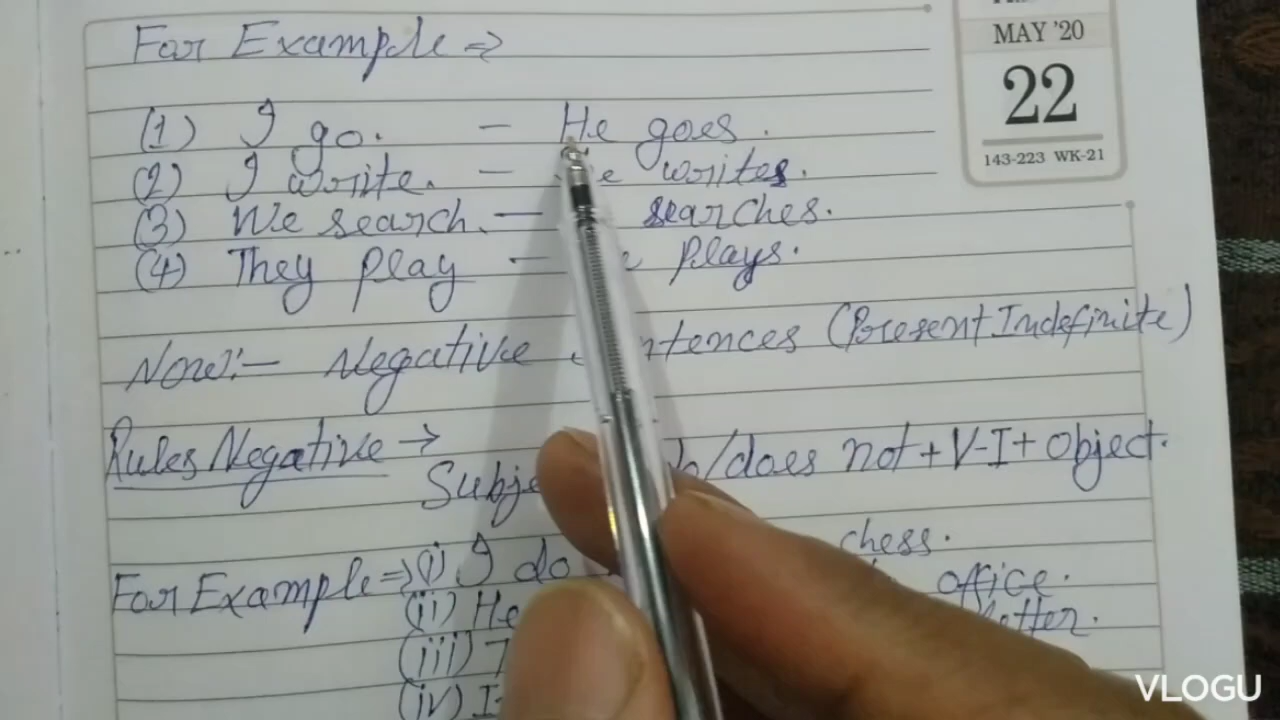 For Example ⇒
MAY '20
22
143-223 WK-21
(1) I go. – He goes.
(2) I write. – writes.
(3) We search. – searches.
(4) They play – plays.
Now:- Negative (Present Indefinite)
Rules Negative →
does not + V-I + Object.
For Example ⇒ (i) I do chess.
(ii) He office.
(iii) letter.
(iv)
VLOGU